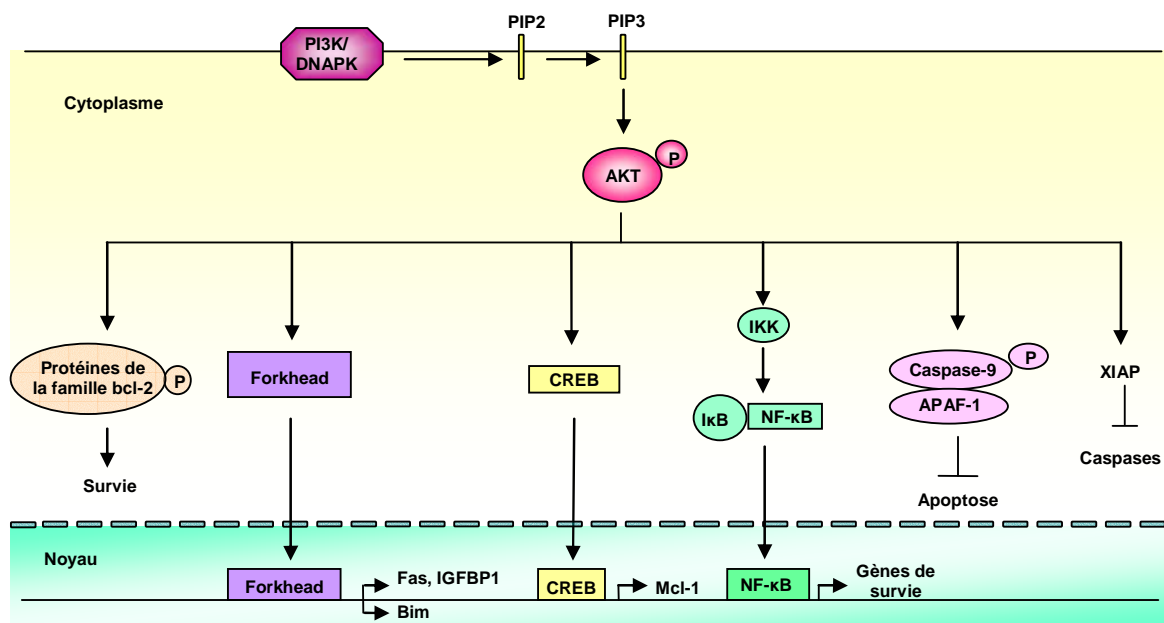 PIP2
PIP3
PI3K/
DNAPK
Cytoplasme
AKT
P
IKK
Protéines de
la famille bcl-2
P
Forkhead
CREB
IκB
NF-κB
Caspase-9
P
APAF-1
XIAP
Survie
Apoptose
Caspases
Noyau
Forkhead
Fas, IGFBP1
Bim
CREB
Mcl-1
NF-κB
Gènes de
survie